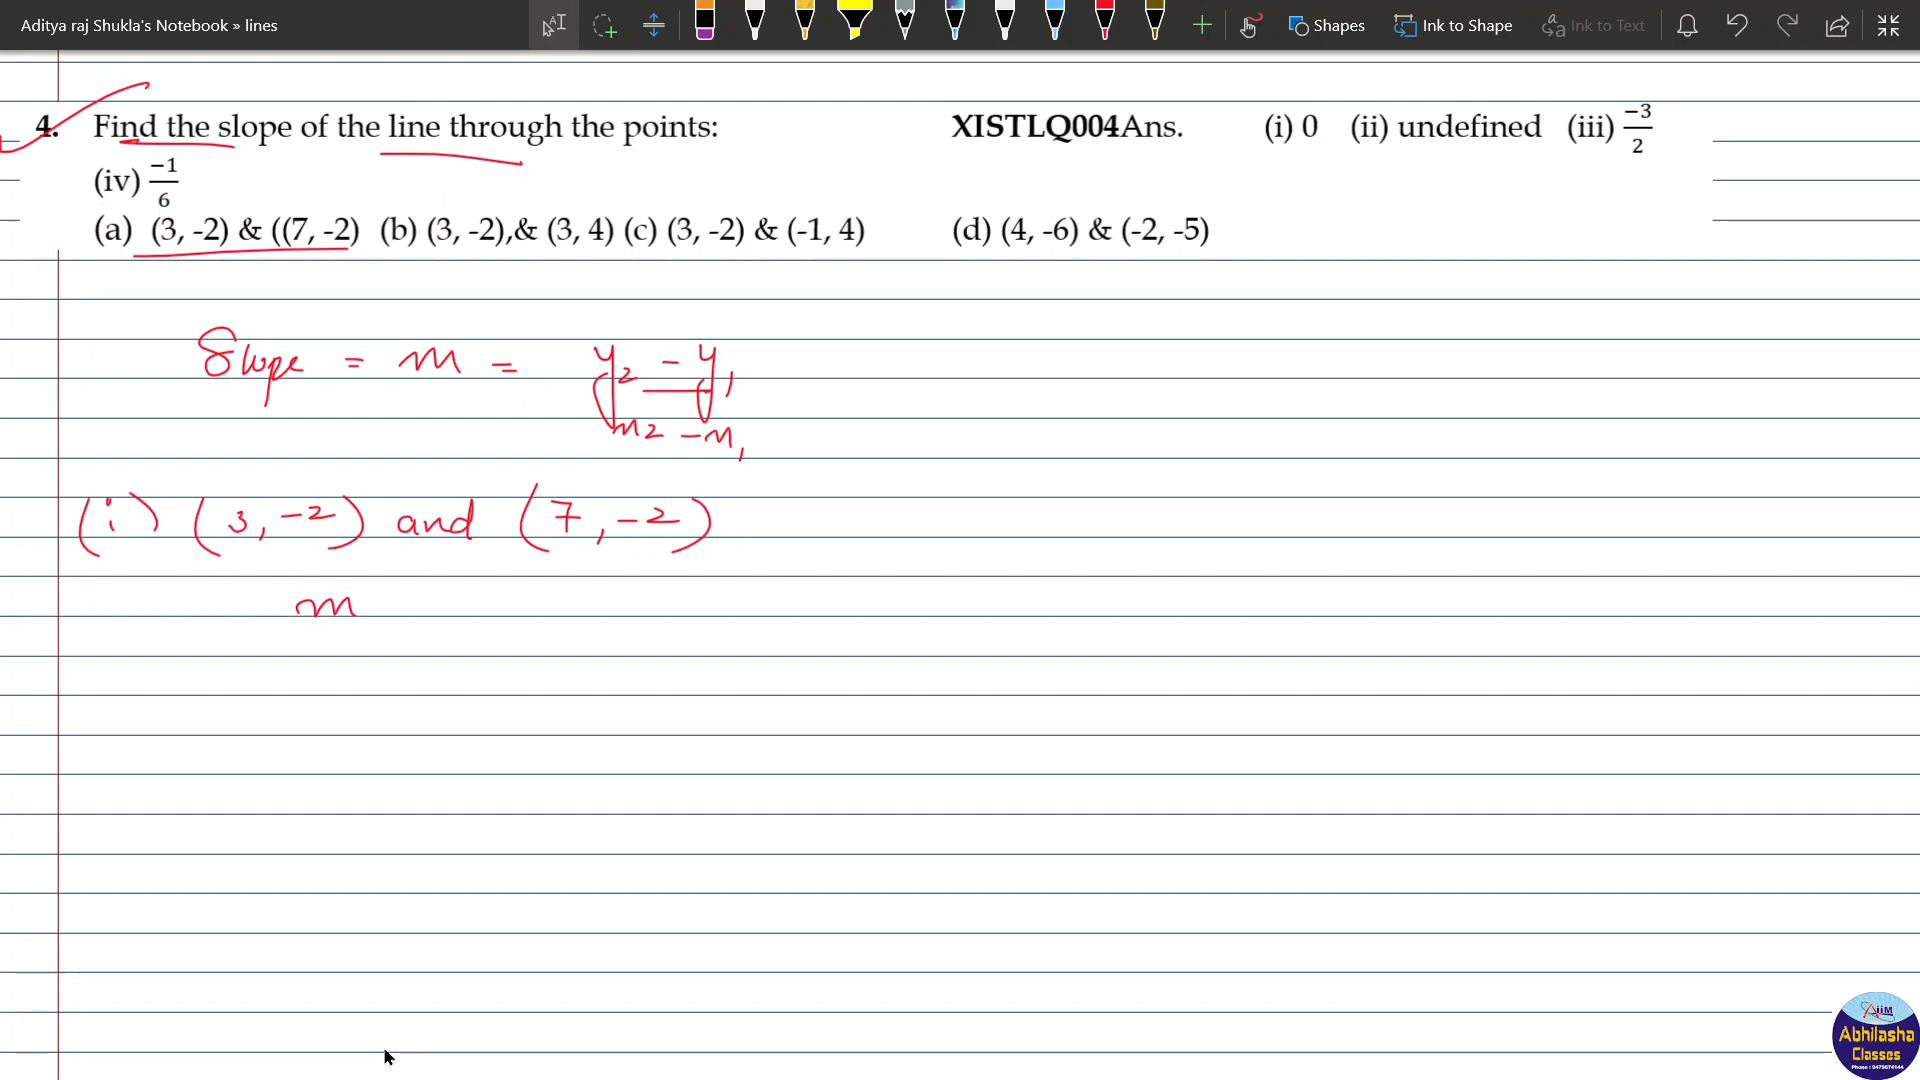 Aditya raj Shukla's Notebook » lines
Shapes Ink to Shape Ink to Text
4. Find the slope of the line through the points: XISTLQ004Ans. (i) 0 (ii) undefined (iii) -3/2
(iv) -1/6
(a) (3, -2) & ((7, -2) (b) (3, -2),& (3, 4) (c) (3, -2) & (-1, 4) (d) (4, -6) & (-2, -5)
Slope = m = y2 - y1
x2 - x1
(i) (3, -2) and (7, -2)
m
AiiM
Abhilasha
Classes
Phone : 9479874144